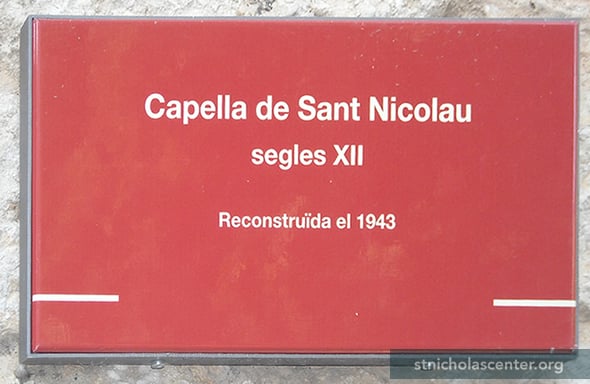 Capella de Sant Nicolau
segles XII
Reconstruïda el 1943
stnicholascenter.org